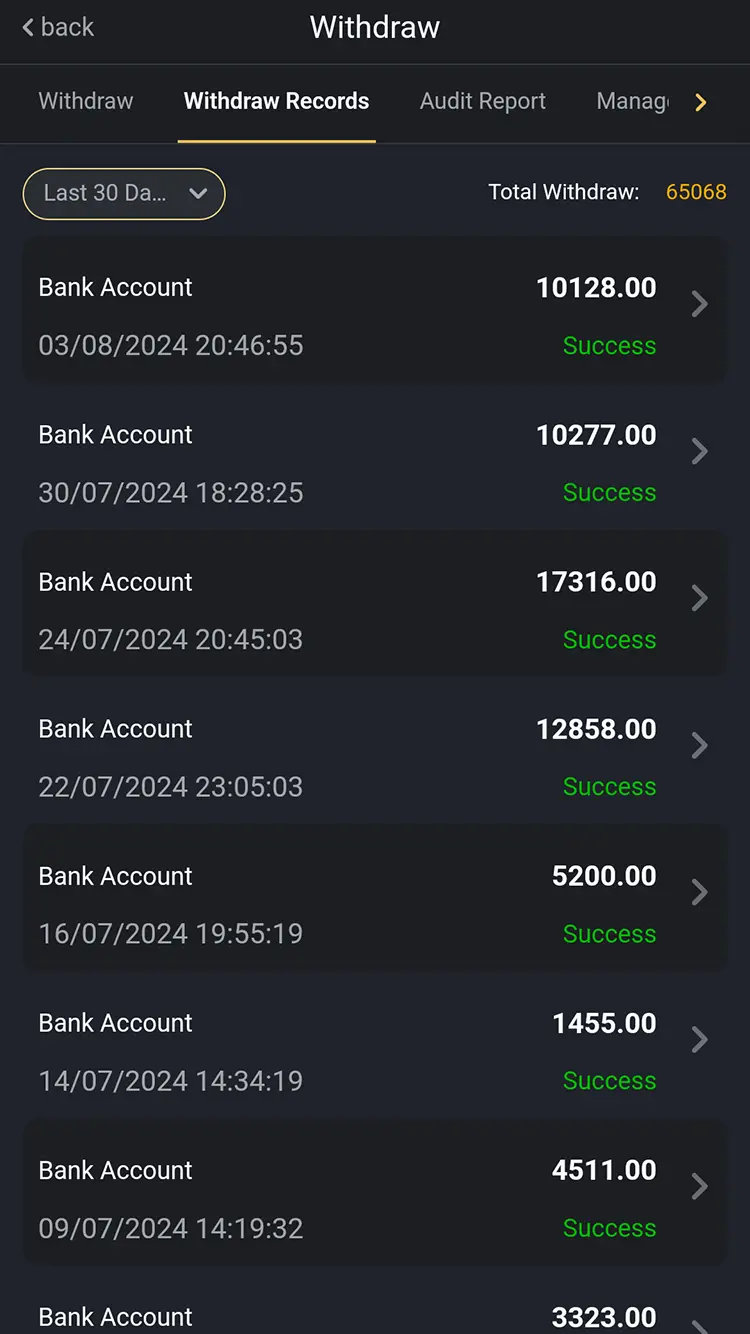 back
Withdraw
Withdraw Withdraw Records Audit Report Manag
Last 30 Da... Total Withdraw: 65068
Bank Account 10128.00
03/08/2024 20:46:55 Success
Bank Account 10277.00
30/07/2024 18:28:25 Success
Bank Account 17316.00
24/07/2024 20:45:03 Success
Bank Account 12858.00
22/07/2024 23:05:03 Success
Bank Account 5200.00
16/07/2024 19:55:19 Success
Bank Account 1455.00
14/07/2024 14:34:19 Success
Bank Account 4511.00
09/07/2024 14:19:32 Success
Bank Account 3323.00